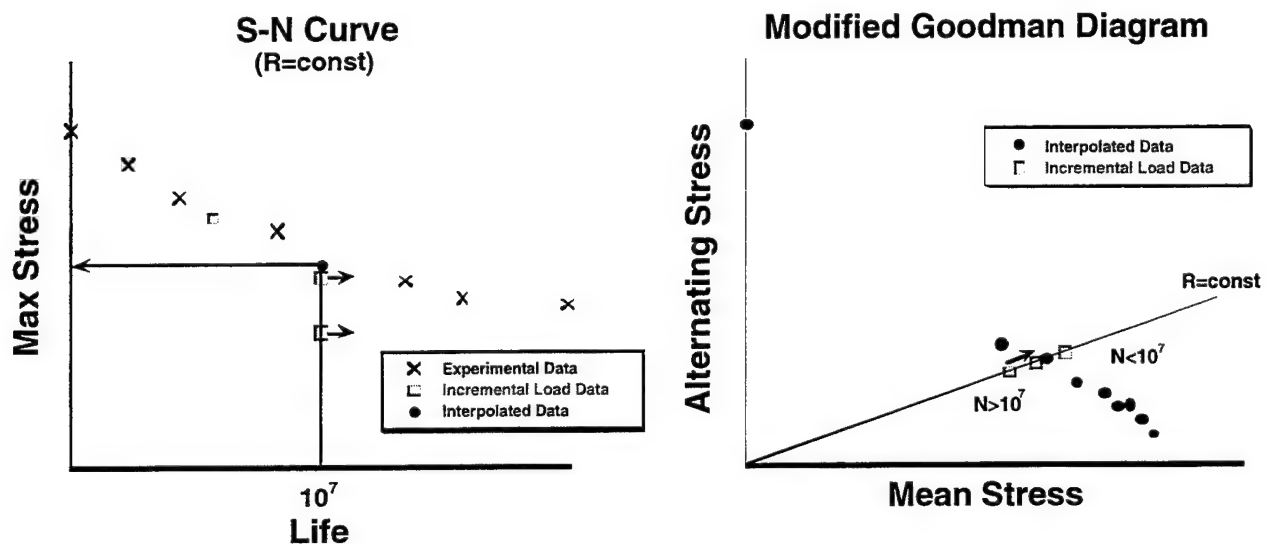 S-N Curve
(R=const)
Max Stress
Experimental Data
Incremental Load Data
Interpolated Data
10^7
Life
Modified Goodman Diagram
Alternating Stress
Interpolated Data
Incremental Load Data
R=const
N<10^7
N>10^7
Mean Stress